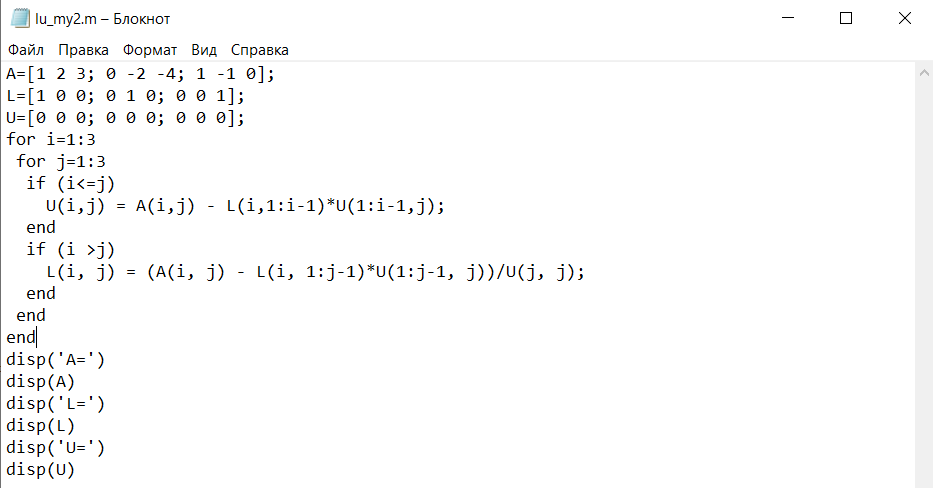 lu_my2.m – Блокнот
Файл Правка Формат Вид Справка
A=[1 2 3; 0 -2 -4; 1 -1 0];
L=[1 0 0; 0 1 0; 0 0 1];
U=[0 0 0; 0 0 0; 0 0 0];
for i=1:3
 for j=1:3
  if (i<=j)
    U(i,j) = A(i,j) - L(i,1:i-1)*U(1:i-1,j);
  end
  if (i >j)
    L(i, j) = (A(i, j) - L(i, 1:j-1)*U(1:j-1, j))/U(j, j);
  end
 end
end
disp('A=')
disp(A)
disp('L=')
disp(L)
disp('U=')
disp(U)